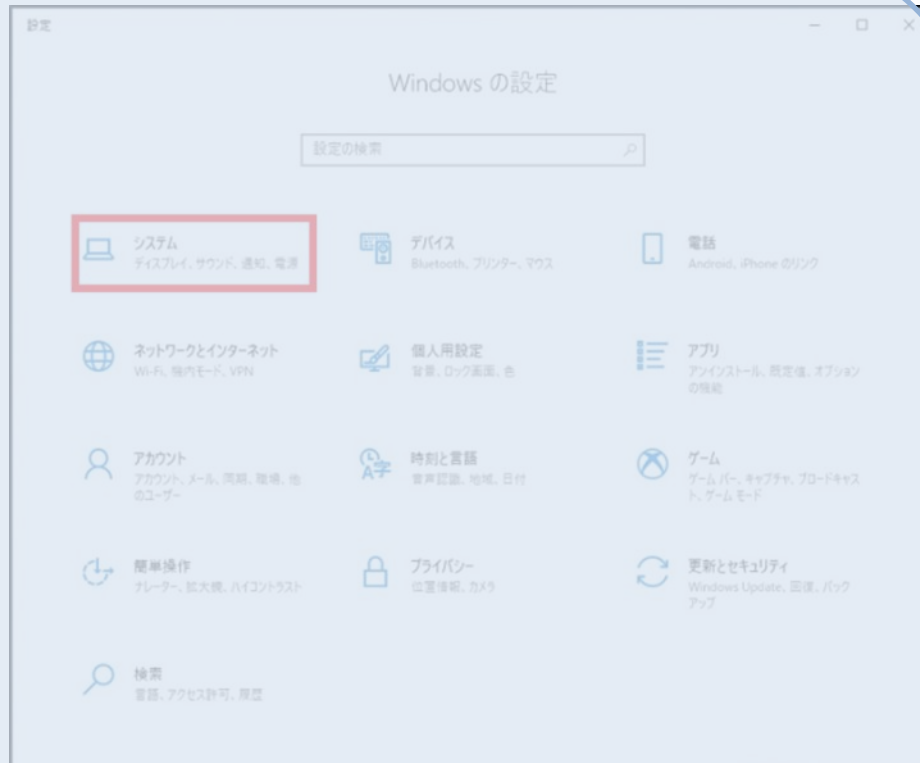 設定
Windows の設定
設定の検索
システム
ディスプレイ、サウンド、通知、電源
デバイス
Bluetooth、プリンター、マウス
電話
Android、iPhone のリンク
ネットワークとインターネット
Wi-Fi、機内モード、VPN
個人用設定
背景、ロック画面、色
アプリ
アンインストール、既定値、オプション
の機能
アカウント
アカウント、メール、同期、職場、他
のユーザー
時刻と言語
音声認識、地域、日付
ゲーム
ゲーム バー、キャプチャ、ブロードキャス
ト、ゲーム モード
簡単操作
ナレーター、拡大鏡、ハイコントラスト
プライバシー
位置情報、カメラ
更新とセキュリティ
Windows Update、回復、バック
アップ
検索
言語、アクセス許可、履歴